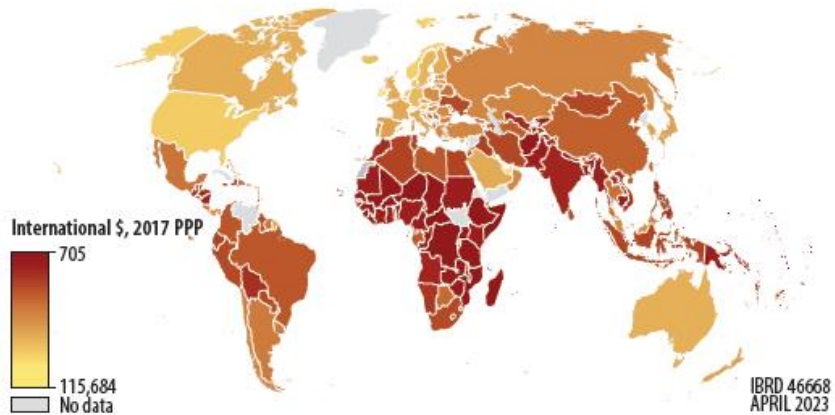 International $, 2017 PPP
705
115,684
No data
IBRD 46668
APRIL 2023